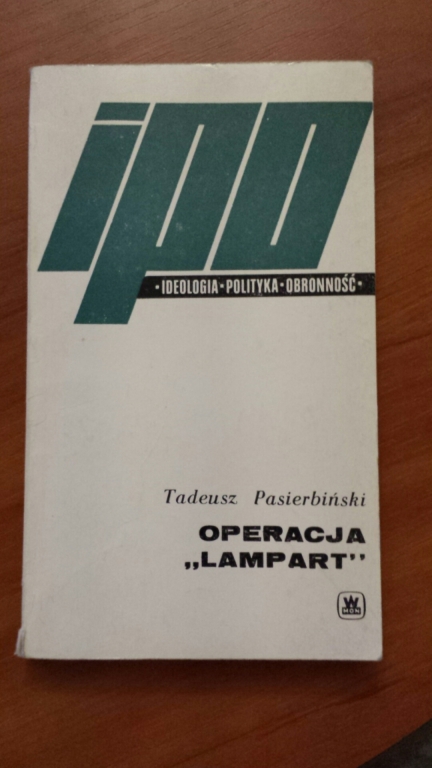 ipo
•IDEOLOGIA•POLITYKA•OBRONNOŚĆ•
Tadeusz Pasierbiński
OPERACJA
„LAMPART”
W
MON